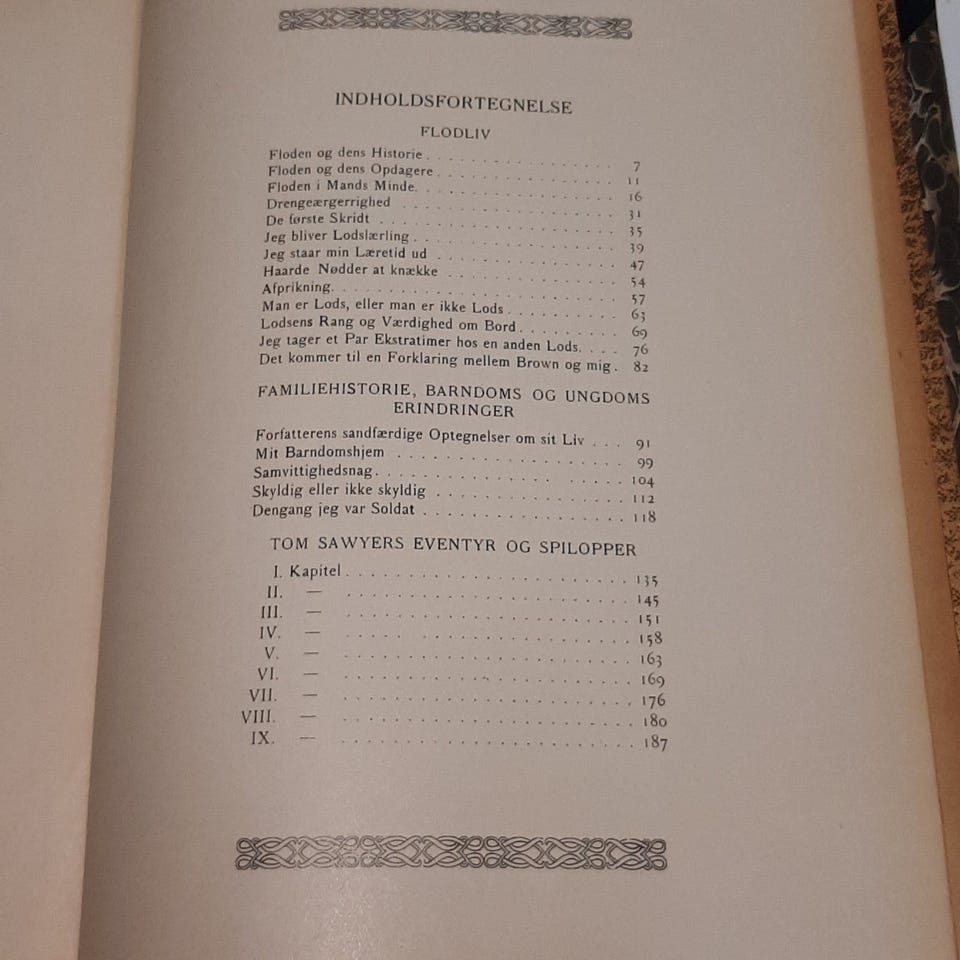 INDHOLDSFORTEGNELSE
FLODLIV
Floden og dens Historie . . . . . . . . . . . . . . 7
Floden og dens Opdagere . . . . . . . . . . . . . 11
Floden i Mands Minde. . . . . . . . . . . . . . . 16
Drengeærgerrighed . . . . . . . . . . . . . . . . 31
De første Skridt . . . . . . . . . . . . . . . . . 35
Jeg bliver Lodslærling . . . . . . . . . . . . . . 39
Jeg staar min Læretid ud . . . . . . . . . . . . . 47
Haarde Nødder at knække . . . . . . . . . . . . 54
Afprikning. . . . . . . . . . . . . . . . . . . . 57
Man er Lods, eller man er ikke Lods . . . . . . . . 63
Lodsens Rang og Værdighed om Bord . . . . . . . . 69
Jeg tager et Par Ekstratimer hos en anden Lods. . . . 76
Det kommer til en Forklaring mellem Brown og mig . 82
FAMILIEHISTORIE, BARNDOMS OG UNGDOMS
ERINDRINGER
Forfatterens sandfærdige Optegnelser om sit Liv . . . 91
Mit Barndomshjem . . . . . . . . . . . . . . . . 99
Samvittighedsnag. . . . . . . . . . . . . . . . . 104
Skyldig eller ikke skyldig . . . . . . . . . . . . . 112
Dengang jeg var Soldat . . . . . . . . . . . . . . 118
TOM SAWYERS EVENTYR OG SPILOPPER
I. Kapitel . . . . . . . . . . . . . . . . . . . . 135
II. — . . . . . . . . . . . . . . . . . . . . 145
III. — . . . . . . . . . . . . . . . . . . . . 151
IV. — . . . . . . . . . . . . . . . . . . . . 158
V. — . . . . . . . . . . . . . . . . . . . . 163
VI. — . . . . . . . . . . . . . . . . . . . . 169
VII. — . . . . . . . . . . . . . . . . . . . . 176
VIII. — . . . . . . . . . . . . . . . . . . . . 180
IX. — . . . . . . . . . . . . . . . . . . . . 187